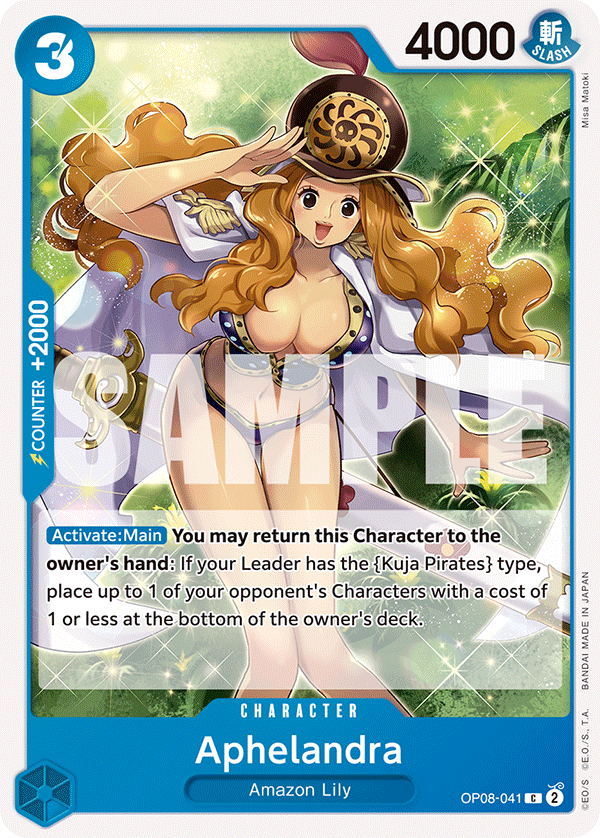 3
4000
斬
SLASH
Misa Matoki
COUNTER +2000
SAMPLE
Activate:Main You may return this Character to the
owner's hand: If your Leader has the {Kuja Pirates} type,
place up to 1 of your opponent's Characters with a cost of
1 or less at the bottom of the owner's deck.
©EO/S ©E.O./S., T.A. BANDAI MADE IN JAPAN
CHARACTER
Aphelandra
Amazon Lily
OP08-041 C 2